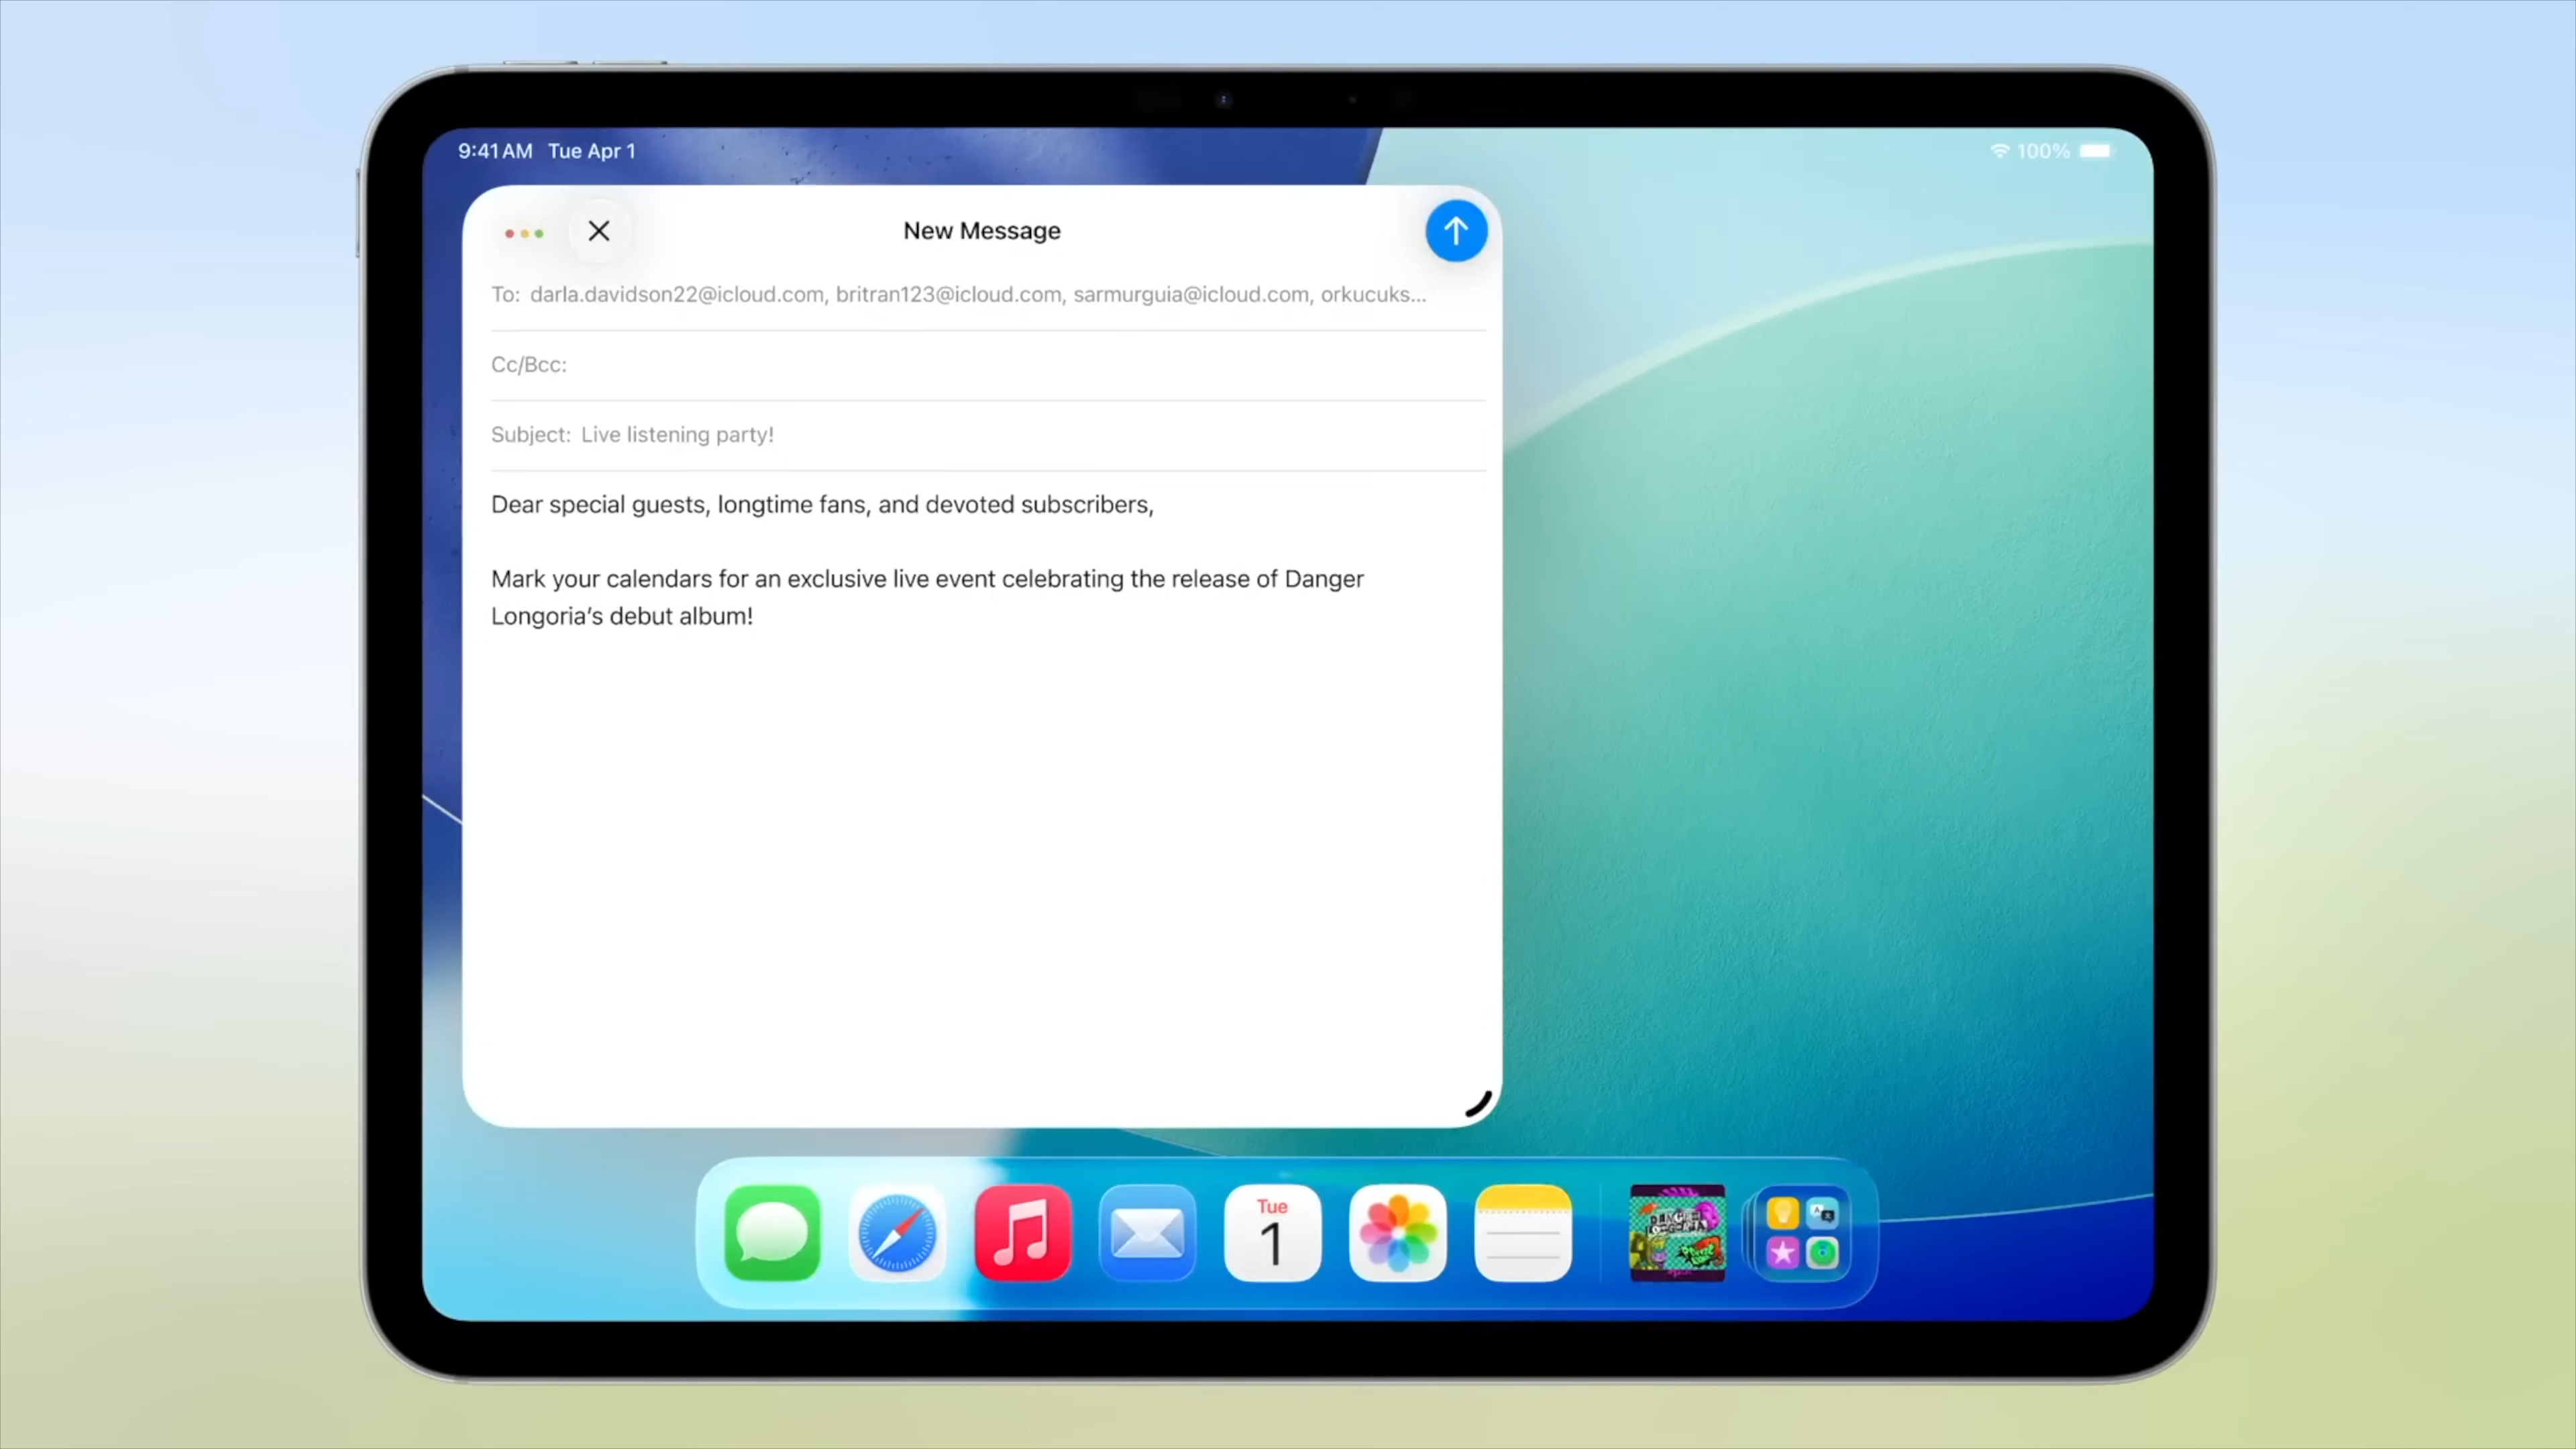 9:41 AM Tue Apr 1
100%
New Message
To: darla.davidson22@icloud.com, britran123@icloud.com, sarmurguia@icloud.com, orkucuks...
Cc/Bcc:
Subject: Live listening party!
Dear special guests, longtime fans, and devoted subscribers,
Mark your calendars for an exclusive live event celebrating the release of Danger
Longoria’s debut album!
Tue
1